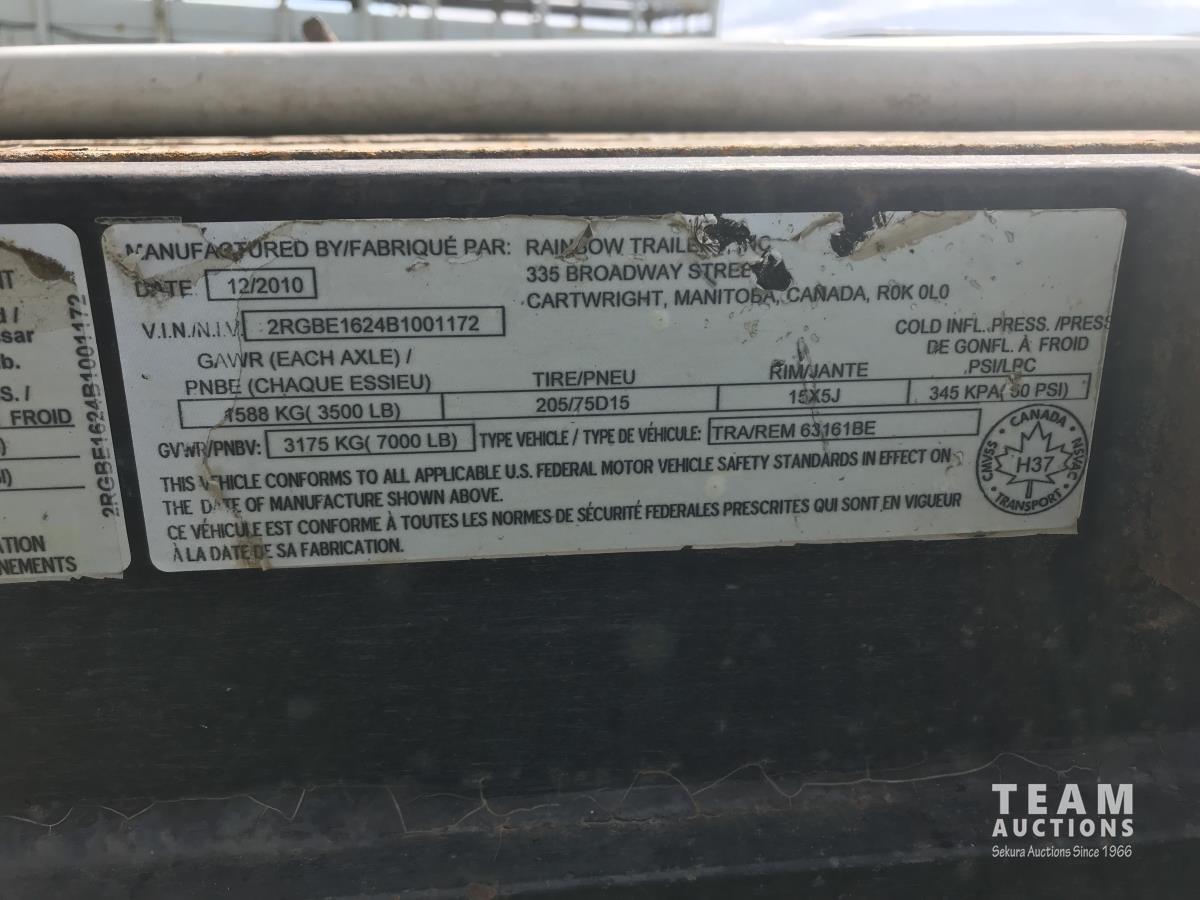 MANUFACTURED BY/FABRIQUÉ PAR: RAINBOW TRAILERS INC
335 BROADWAY STREET
CARTWRIGHT, MANITOBA, CANADA, R0K 0L0
DATE 12/2010
V.I.N./N.I.V 2RGBE1624B1001172
COLD INFL. PRESS. /PRESS
DE GONFL. À FROID
GAWR (EACH AXLE) /
PNBE (CHAQUE ESSIEU) TIRE/PNEU RIM/JANTE PSI/LPC
1588 KG( 3500 LB) 205/75D15 15X5J 345 KPA( 50 PSI)
GVWR/PNBV: 3175 KG( 7000 LB) TYPE VEHICLE / TYPE DE VÉHICULE: TRA/REM 63161BE
THIS VEHICLE CONFORMS TO ALL APPLICABLE U.S. FEDERAL MOTOR VEHICLE SAFETY STANDARDS IN EFFECT ON
THE DATE OF MANUFACTURE SHOWN ABOVE.
CE VÉHICULE EST CONFORME À TOUTES LES NORMES DE SÉCURITÉ FEDERALES PRESCRITES QUI SONT EN VIGUEUR
À LA DATE DE SA FABRICATION.
CANADA
CMVSS
H37
NSVAC
TRANSPORT
2RGBE1624B1001172
sar
b.
S. /
FROID
NEMENTS
TEAM
AUCTIONS
Sekura Auctions Since 1966